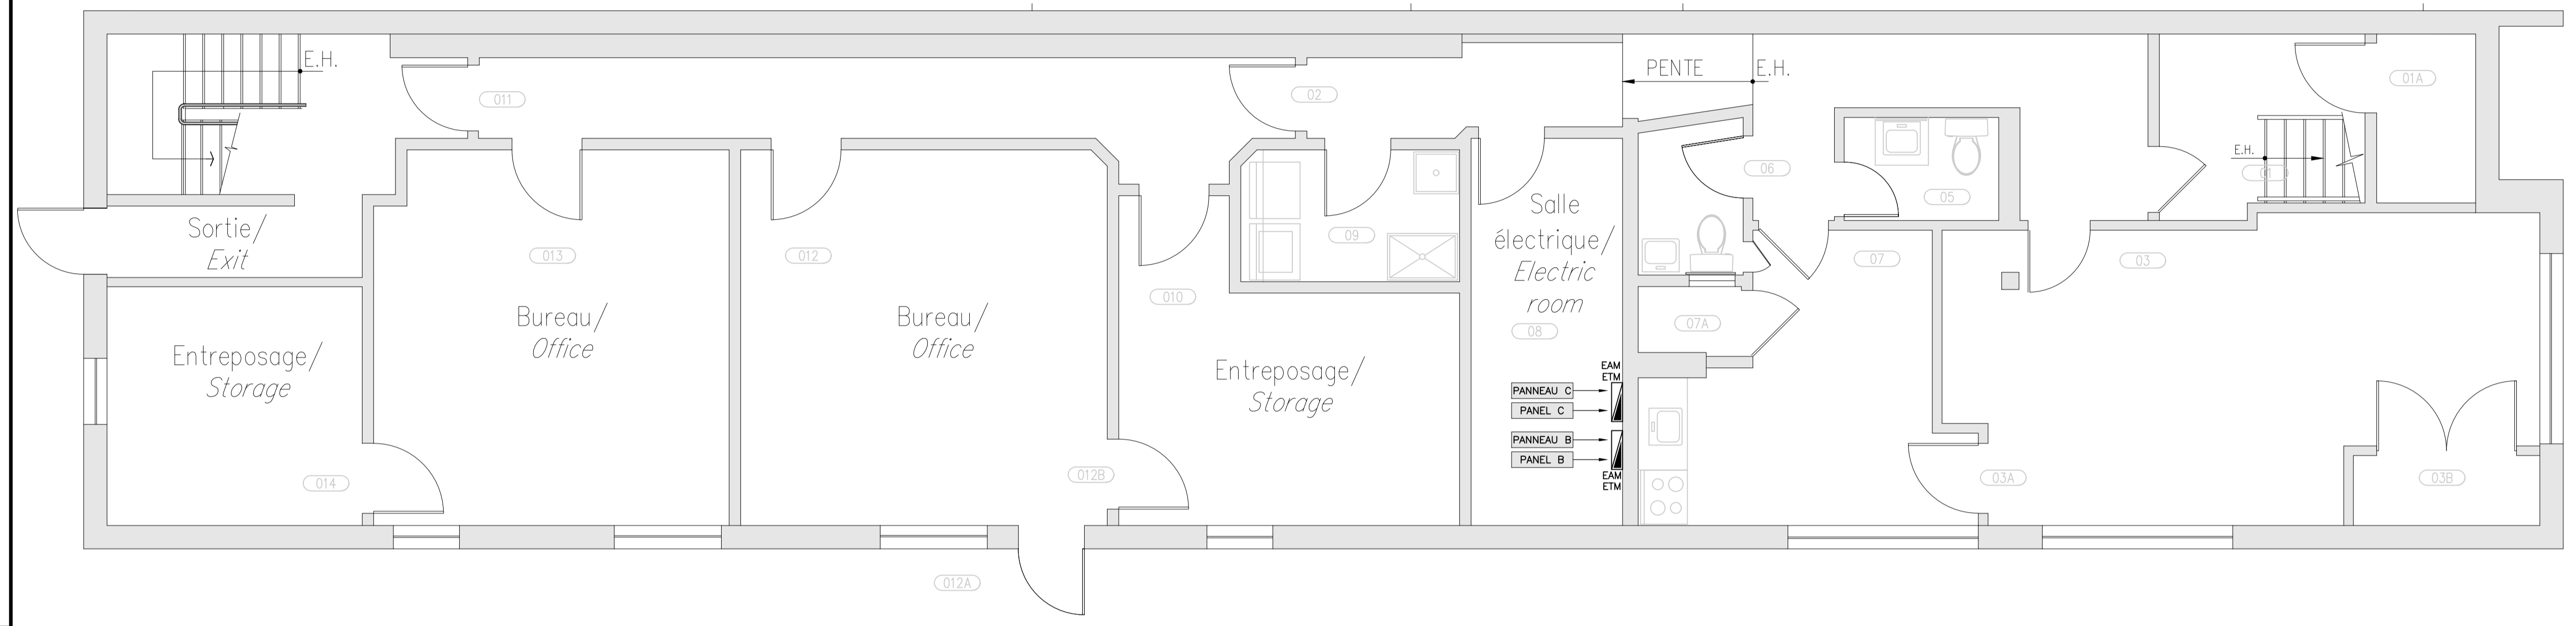 E.H.
PENTE
E.H.
01A
011
02
E.H.
06
05
Sortie/
Exit
013
012
09
Salle
électrique/
Electric
room
08
07
03
010
07A
Bureau/
Office
Bureau/
Office
Entreposage/
Storage
Entreposage/
Storage
EAM
ETM
PANNEAU C
PANEL C
PANNEAU B
PANEL B
EAM
ETM
014
012B
03A
03B
012A